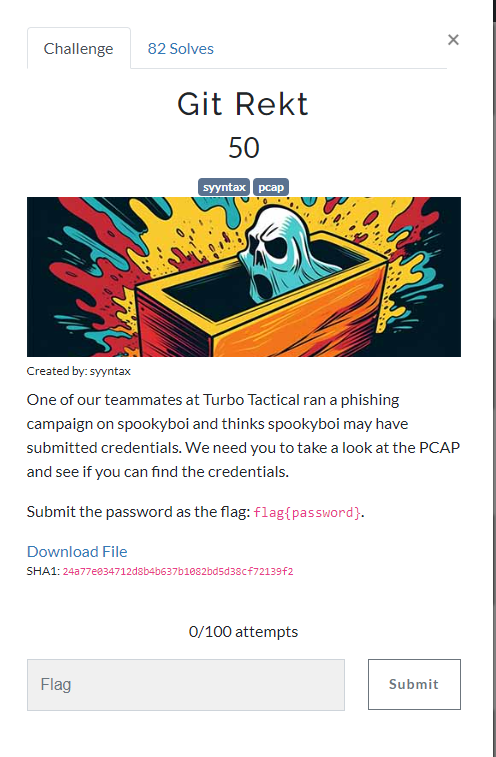 Challenge
82 Solves
×
Git Rekt
50
syyntax pcap
Created by: syyntax
One of our teammates at Turbo Tactical ran a phishing
campaign on spookyboi and thinks spookyboi may have
submitted credentials. We need you to take a look at the PCAP
and see if you can find the credentials.
Submit the password as the flag: flag{password}.
Download File
SHA1: 24a77e034712d8b4b637b1082bd5d38cf72139f2
0/100 attempts
Flag
Submit